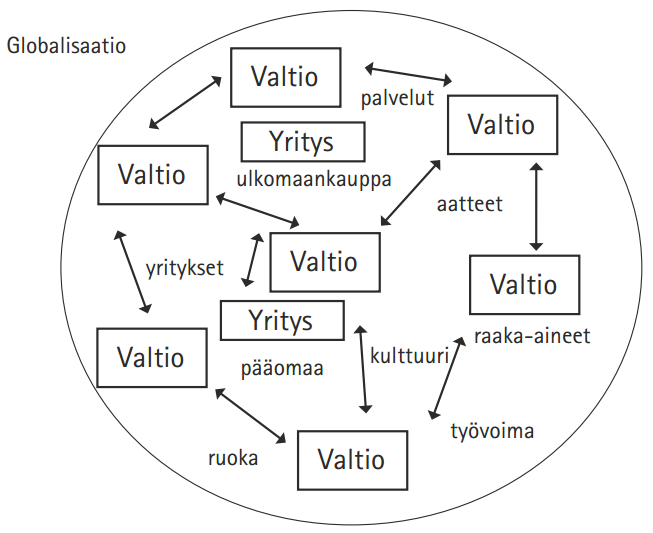 Globalisaatio
Valtio
palvelut
Valtio
Yritys
ulkomaankauppa
Valtio
aatteet
Valtio
yritykset
Valtio
Yritys
raaka-aineet
Valtio
kulttuuri
pääomaa
työvoima
ruoka
Valtio